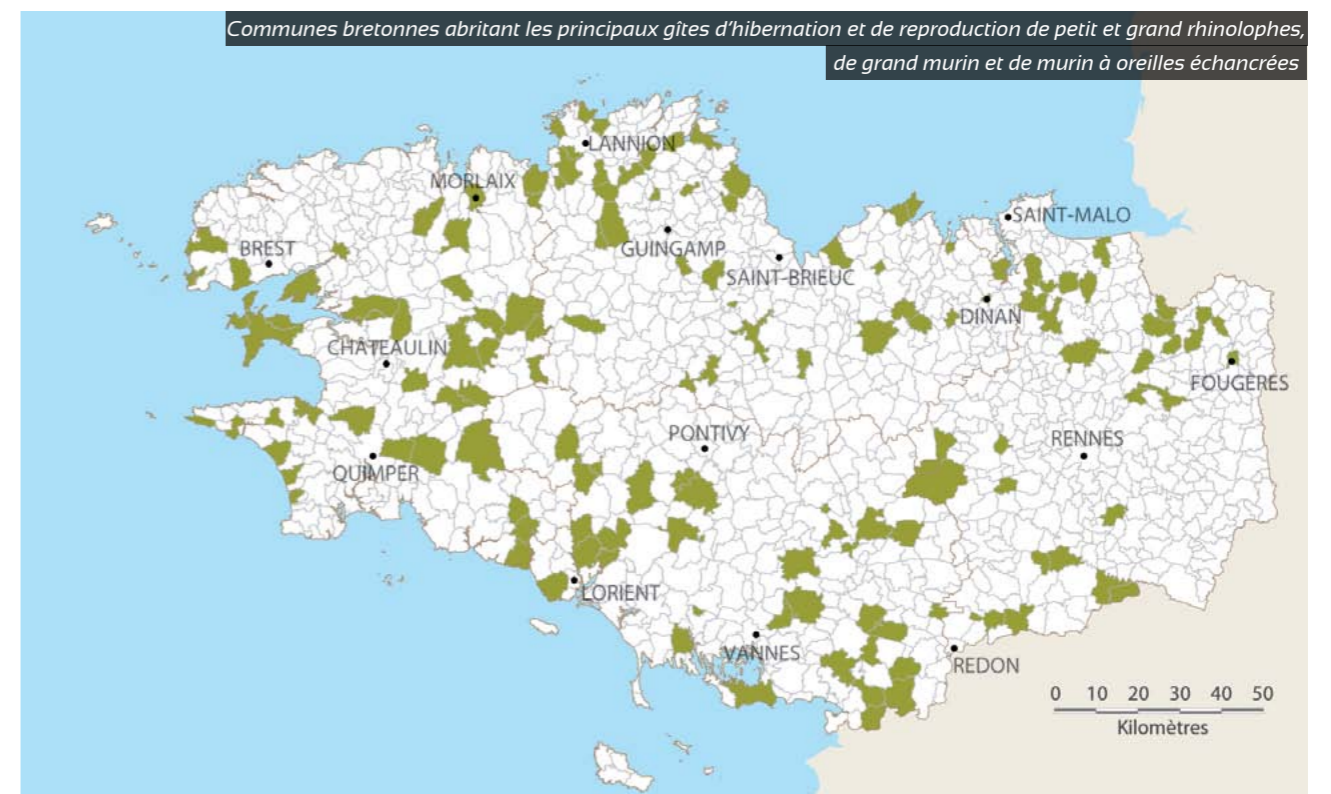 Communes bretonnes abritant les principaux gîtes d'hibernation et de reproduction de petit et grand rhinolophes,
de grand murin et de murin à oreilles échancrées
LANNION
MORLAIX
SAINT-MALO
BREST
GUINGAMP
SAINT-BRIEUC
DINAN
CHÂTEAULIN
FOUGÈRES
PONTIVY
RENNES
QUIMPER
LORIENT
VANNES
REDON
0 10 20 30 40 50
Kilomètres